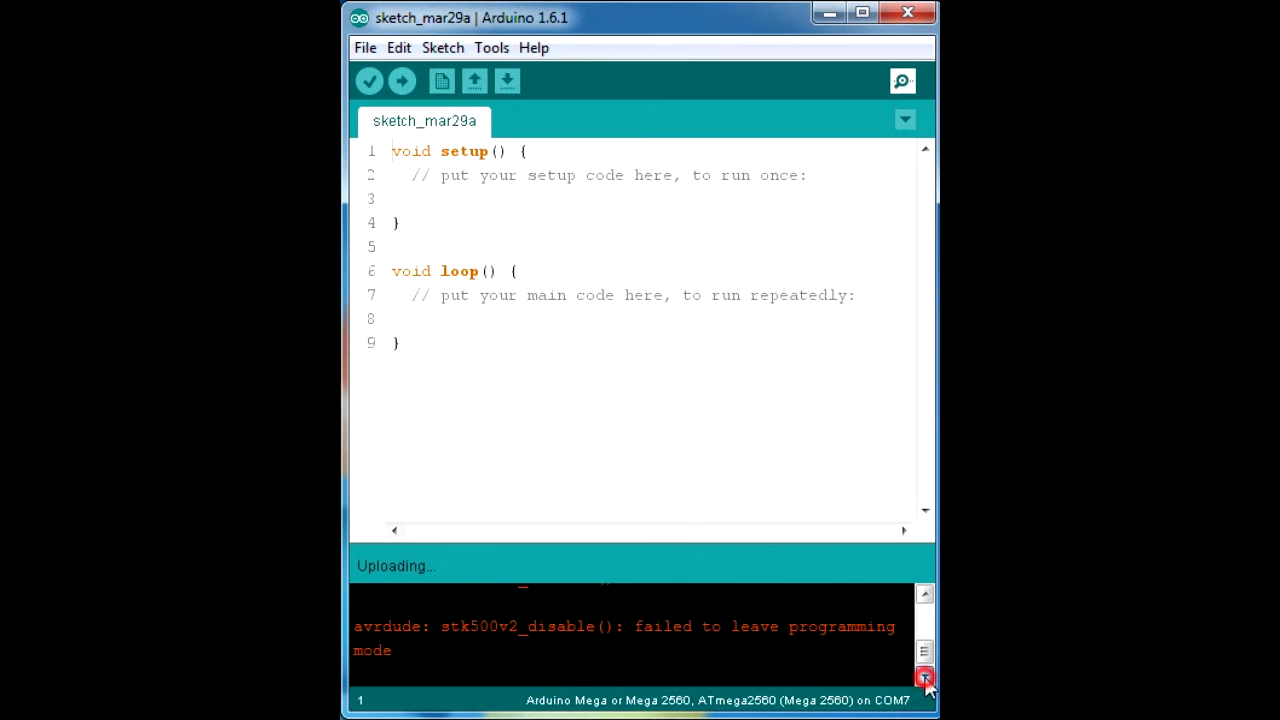 sketch_mar29a | Arduino 1.6.1
File Edit Sketch Tools Help
sketch_mar29a
1 void setup() {
2 // put your setup code here, to run once:
3
4 }
5
6 void loop() {
7 // put your main code here, to run repeatedly:
8
9 }
Uploading...
avrdude: stk500v2_disable(): failed to leave programming
mode
1 Arduino Mega or Mega 2560, ATmega2560 (Mega 2560) on COM7